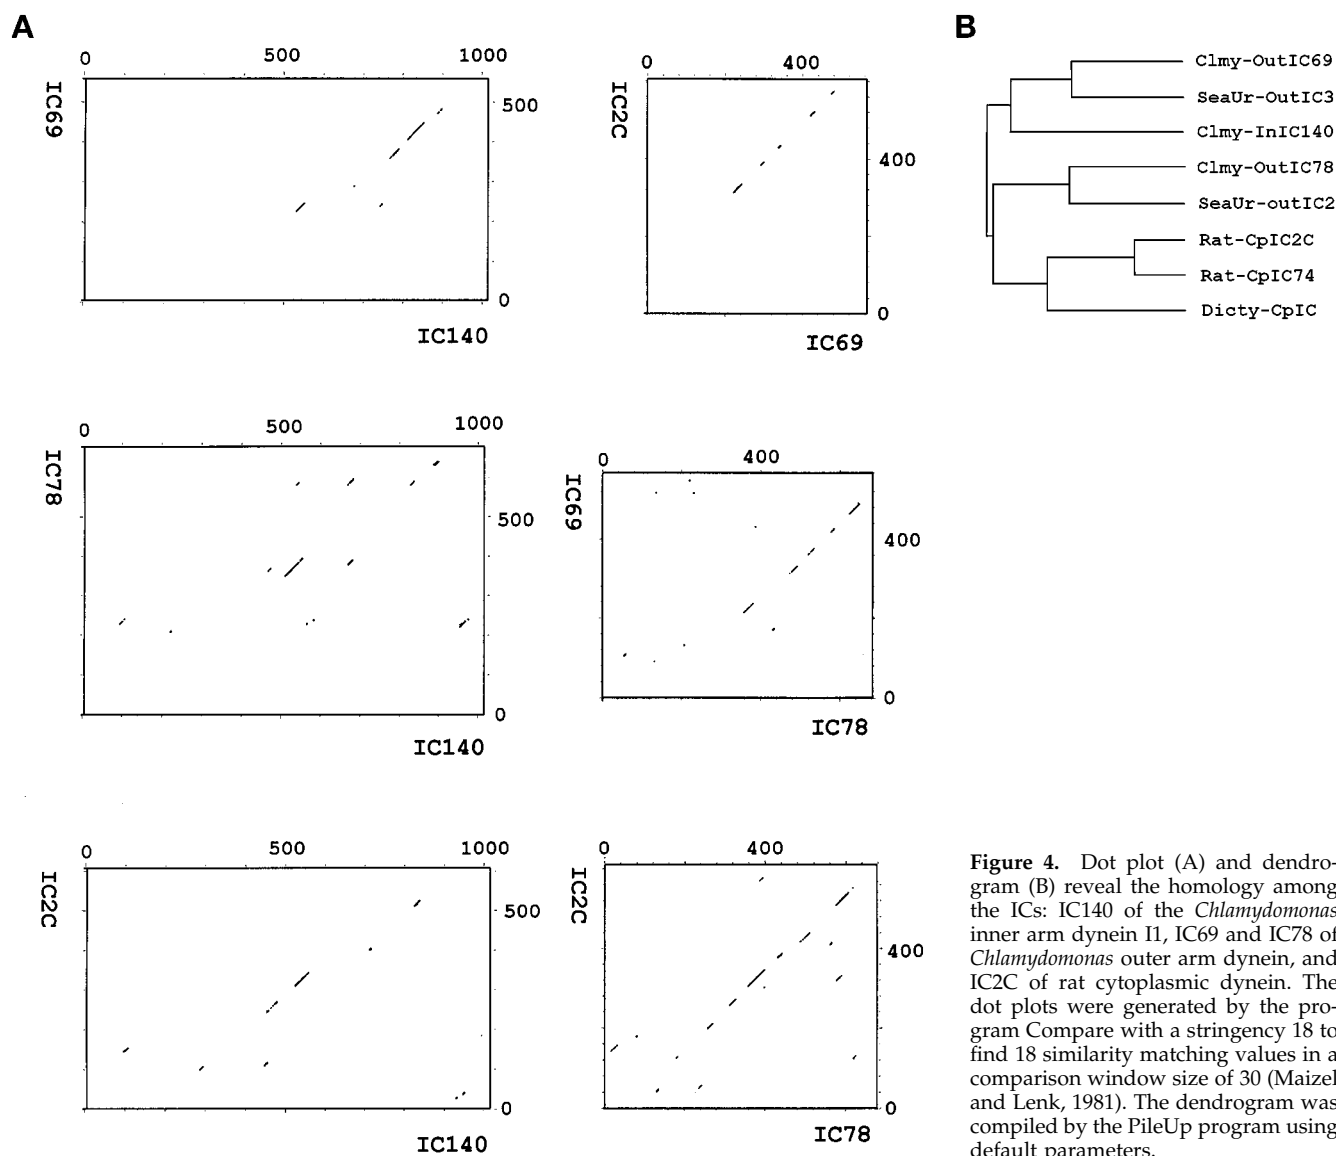 A
B
0 500 1000
IC69
500
0
IC140
0 400
IC2C
400
0
IC69
Clmy-OutIC69
SeaUr-OutIC3
Clmy-InIC140
Clmy-OutIC78
SeaUr-outIC2
Rat-CpIC2C
Rat-CpIC74
Dicty-CpIC
0 500 1000
IC78
500
0
IC140
0 400
IC69
400
0
IC78
0 500 1000
IC2C
500
0
IC140
0 400
IC2C
400
0
IC78
Figure 4. Dot plot (A) and dendro-
gram (B) reveal the homology among
the ICs: IC140 of the Chlamydomonas
inner arm dynein I1, IC69 and IC78 of
Chlamydomonas outer arm dynein, and
IC2C of rat cytoplasmic dynein. The
dot plots were generated by the pro-
gram Compare with a stringency 18 to
find 18 similarity matching values in a
comparison window size of 30 (Maizel
and Lenk, 1981). The dendrogram was
compiled by the PileUp program using
default parameters.